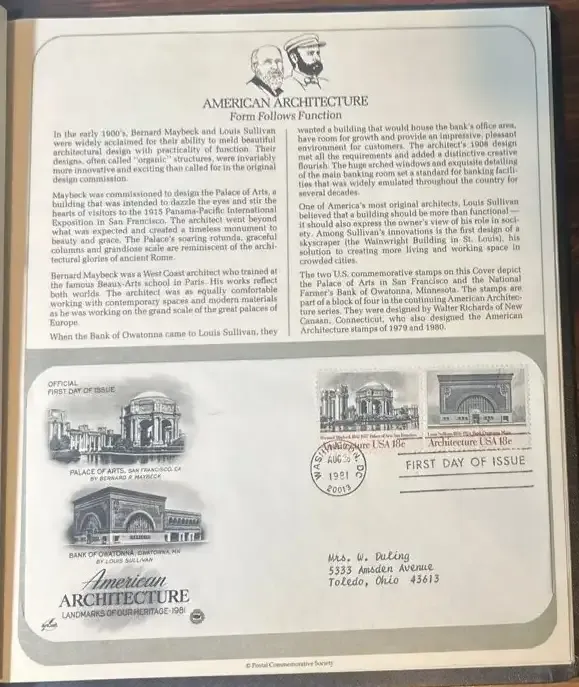 AMERICAN ARCHITECTURE
Form Follows Function
In the early 1900's, Bernard Maybeck and Louis Sullivan
were widely acclaimed for their ability to meld beautiful
architectural design with practicality of function. Their
designs, often called "organic" structures, were invariably
more innovative and exciting than called for in the original
design commission.
Maybeck was commissioned to design the Palace of Arts, a
building that was intended to dazzle the eyes and stir the
hearts of visitors to the 1915 Panama-Pacific International
Exposition in San Francisco. The architect went beyond
what was expected and created a timeless monument to
beauty and grace. The Palace's soaring rotunda, graceful
columns and grandiose scale are reminiscent of the archi-
tectural glories of ancient Rome.
Bernard Maybeck was a West Coast architect who trained at
the famous Beaux-Arts school in Paris. His works reflect
both worlds. The architect was as equally comfortable
working with contemporary spaces and modern materials
as he was working on the grand scale of the great palaces of
Europe.
When the Bank of Owatonna came to Louis Sullivan, they
wanted a building that would house the bank's office area,
have room for growth and provide an impressive, pleasant
environment for customers. The architect's 1908 design
met all the requirements and added a distinctive creative
flourish. The huge arched windows and exquisite detailing
of the main banking room set a standard for banking facili-
ties that was widely emulated throughout the country for
several decades.
One of America's most original architects, Louis Sullivan
believed that a building should be more than functional —
it should also express the owner's view of his role in soci-
ety. Among Sullivan's innovations is the first design of a
skyscraper (the Wainwright Building in St. Louis), his
solution to creating more living and working space in
crowded cities.
The two U.S. commemorative stamps on this Cover depict
the Palace of Arts in San Francisco and the National
Farmer's Bank of Owatonna, Minnesota. The stamps are
part of a block of four in the continuing American Architec-
ture series. They were designed by Walter Richards of New
Canaan, Connecticut, who also designed the American
Architecture stamps of 1979 and 1980.
OFFICIAL
FIRST DAY OF ISSUE
PALACE OF ARTS, SAN FRANCISCO, CA
BY BERNARD R. MAYBECK
BANK OF OWATONNA, OWATONNA, MN
BY LOUIS SULLIVAN
American
ARCHITECTURE
LANDMARKS OF OUR HERITAGE·1981
Architecture USA 18c
Architecture USA 18c
WASHINGTON, DC
AUG
1981
20013
FIRST DAY OF ISSUE
Mrs. W. Duling
5333 Amsden Avenue
Toledo, Ohio 43613
© Postal Commemorative Society